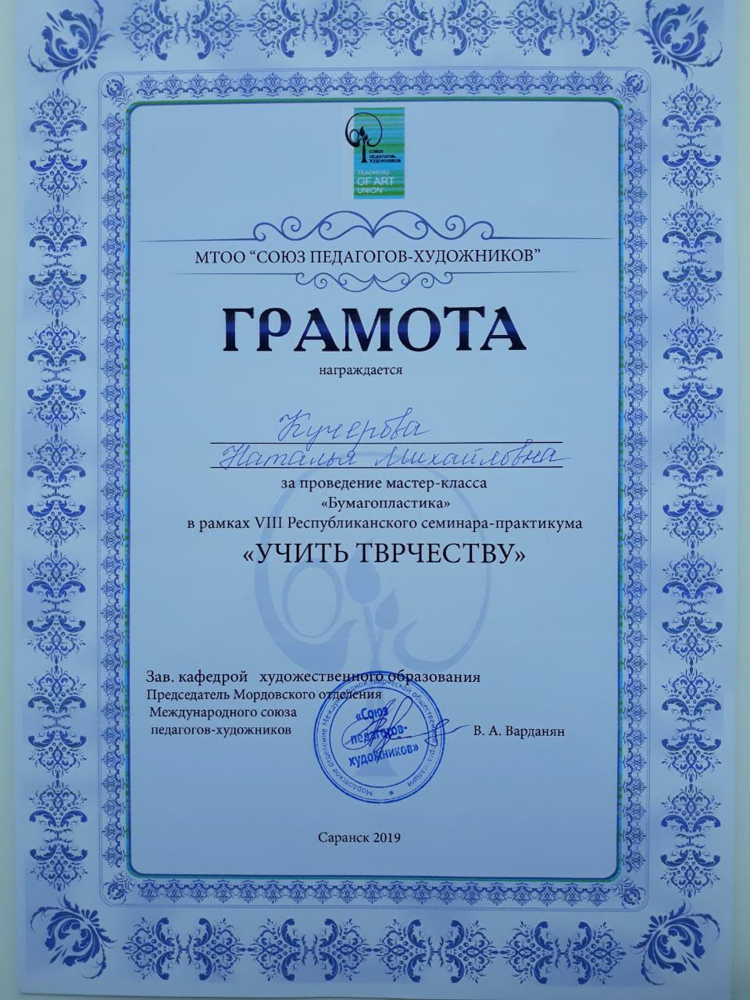 СОЮЗ
ПЕДАГОГОВ-
ХУДОЖНИКОВ
TEACHERS
OF ART
UNION
МТОО “СОЮЗ ПЕДАГОГОВ-ХУДОЖНИКОВ”
ГРАМОТА
награждается
Кучерова
Наталья Михайловна
за проведение мастер-класса
«Бумагопластика»
в рамках VIII Республиканского семинара-практикума
«УЧИТЬ ТВРЧЕСТВУ»
Зав. кафедрой художественного образования
Председатель Мордовского отделения
Международного союза
педагогов-художников
В. А. Варданян
Мордовское отделение Международной творческой общественной организации
«Союз
педагогов-
художников»
Саранск 2019